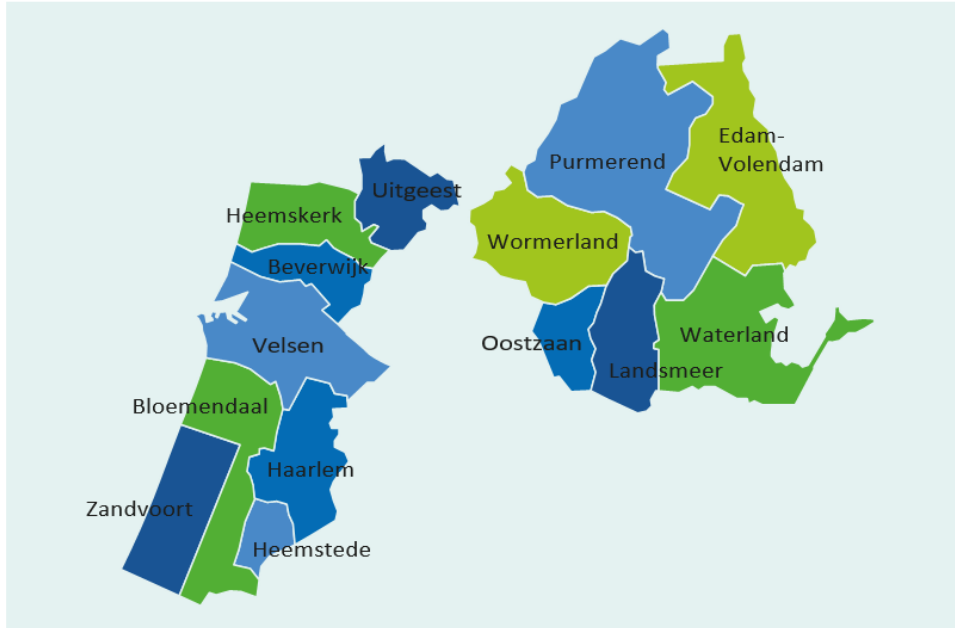 Edam-
Volendam
Purmerend
Uitgeest
Heemskerk
Wormerland
Beverwijk
Waterland
Oostzaan
Velsen
Landsmeer
Bloemendaal
Haarlem
Zandvoort
Heemstede